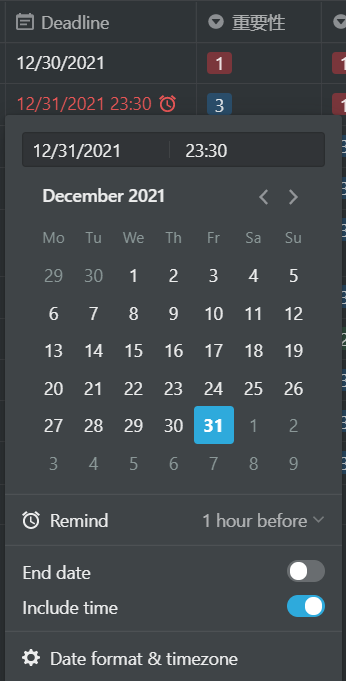 Deadline 重要性
12/30/2021 1
12/31/2021 23:30 3
12/31/2021 23:30
December 2021
Mo Tu We Th Fr Sa Su
29 30 1 2 3 4 5
6 7 8 9 10 11 12
13 14 15 16 17 18 19
20 21 22 23 24 25 26
27 28 29 30 31 1 2
3 4 5 6 7 8 9
Remind 1 hour before
End date
Include time
Date format & timezone